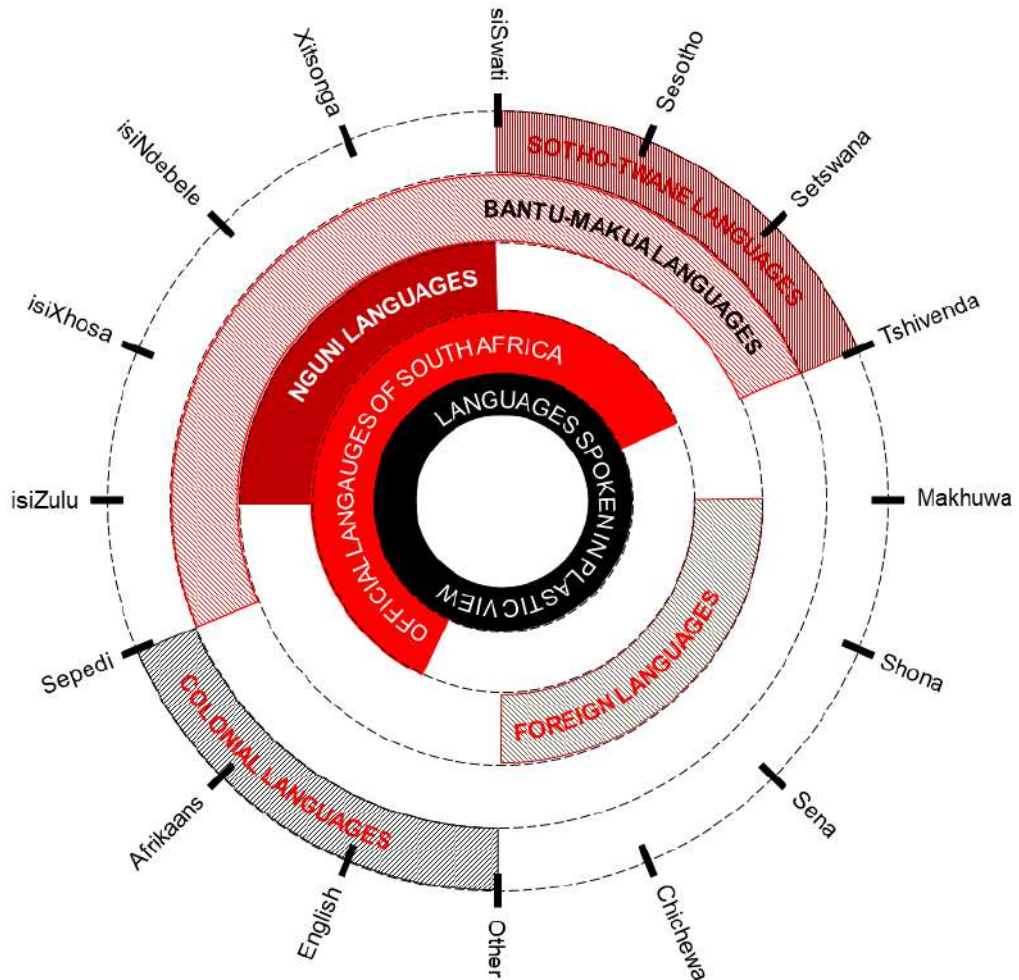 siSwati
Sesotho
Setswana
Tshivenda
Makhuwa
Shona
Sena
Chichewa
Other
English
Afrikaans
Sepedi
isiZulu
isiXhosa
isiNdebele
Xitsonga
SOTHO-TWANE LANGUAGES
BANTU-MAKUA LANGUAGES
NGUNI LANGUAGES
OFFICIAL LANGAUGES OF SOUTH AFRICA
LANGUAGES SPOKEN IN PLASTIC VIEW
FOREIGN LANGUAGES
COLONIAL LANGUAGES